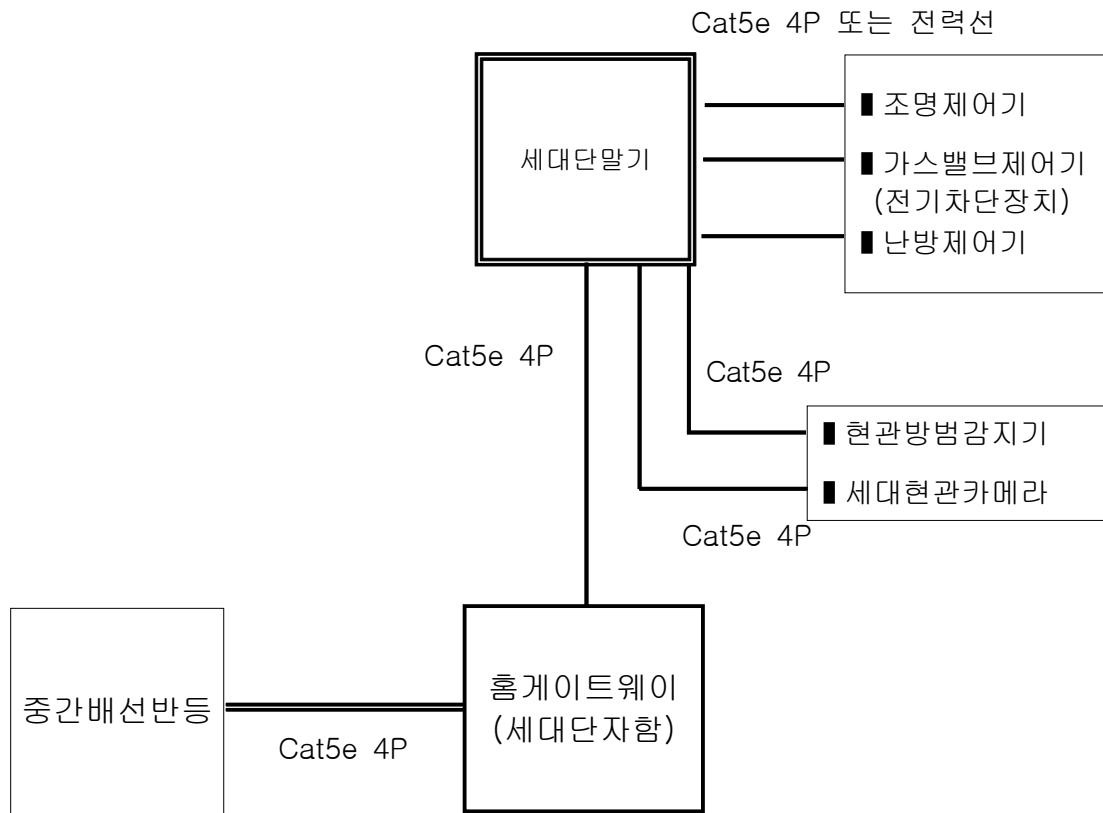 Cat5e 4P 또는 전력선
세대단말기
■ 조명제어기
■ 가스밸브제어기
(전기차단장치)
■ 난방제어기
Cat5e 4P
Cat5e 4P
■ 현관방범감지기
■ 세대현관카메라
Cat5e 4P
중간배선반등
Cat5e 4P
홈게이트웨이
(세대단자함)